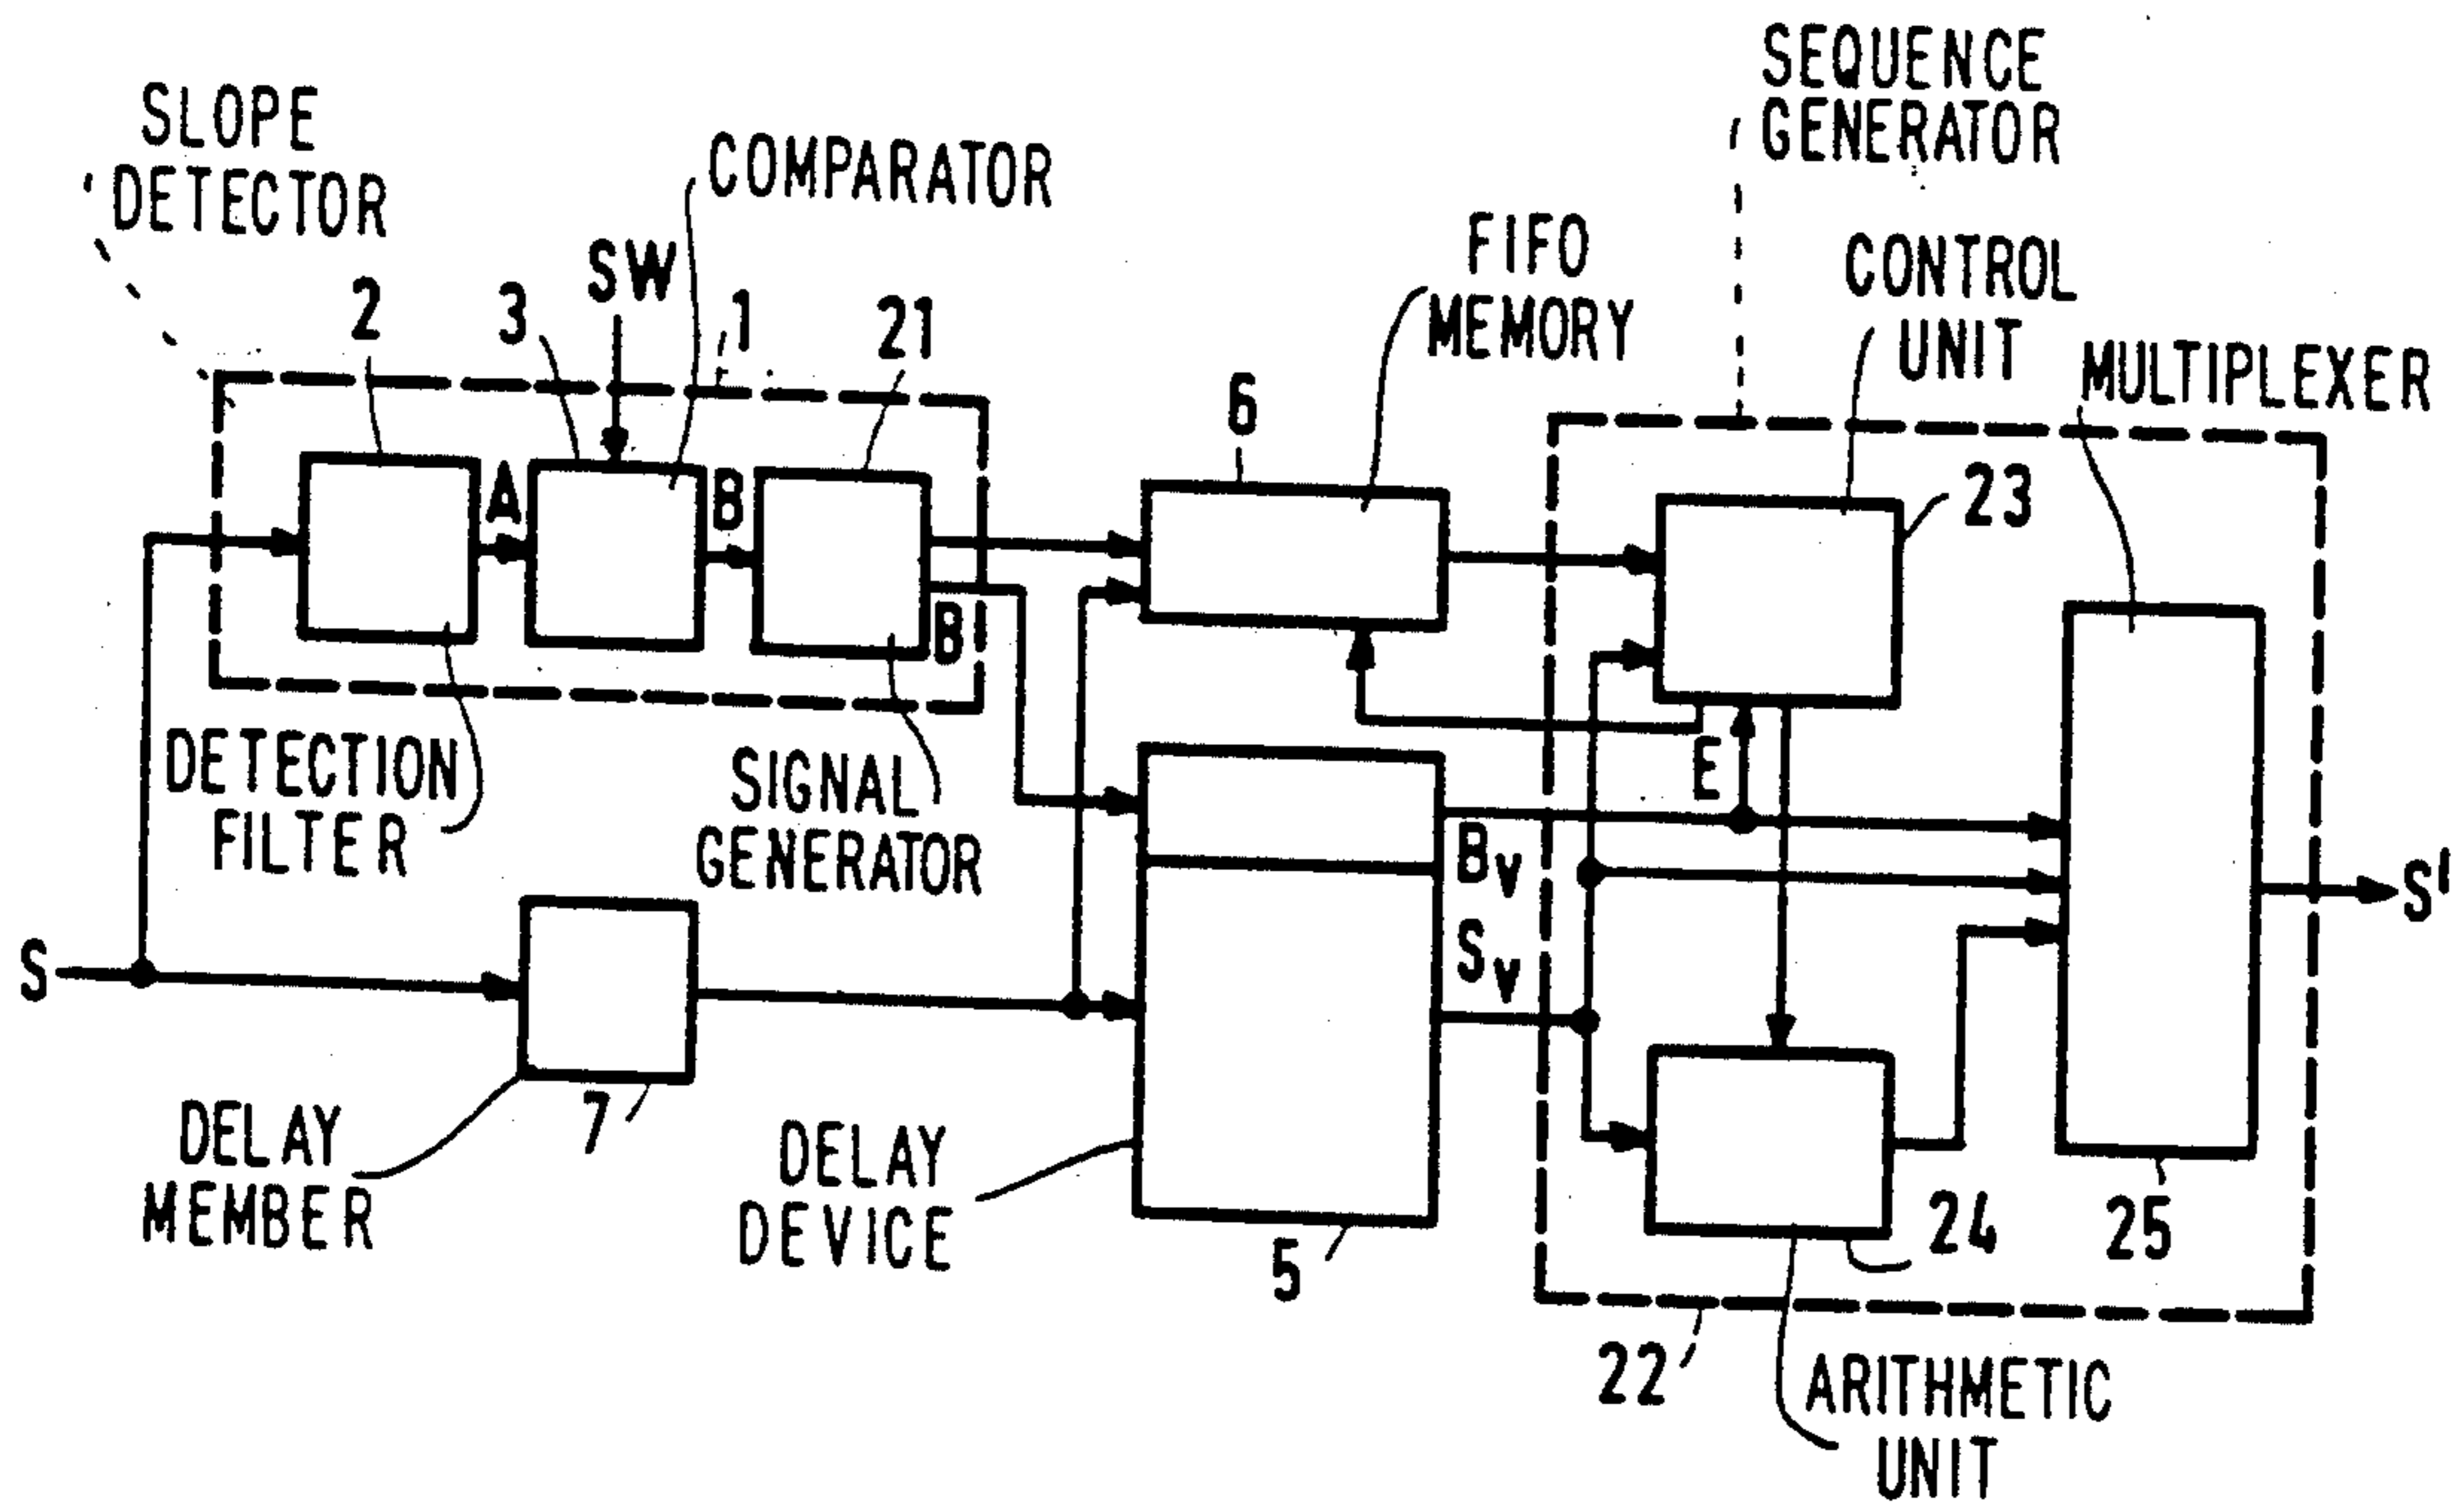 SLOPE
DETECTOR
COMPARATOR
SEQUENCE
GENERATOR
SW
FIFO
MEMORY
CONTROL
UNIT
MULTIPLEXER
2
3
1
21
6
23
A
B
B
DETECTION
FILTER
SIGNAL
GENERATOR
E
BV
SV
S
S'
7
DELAY
MEMBER
DELAY
DEVICE
5
24
25
22
ARITHMETIC
UNIT